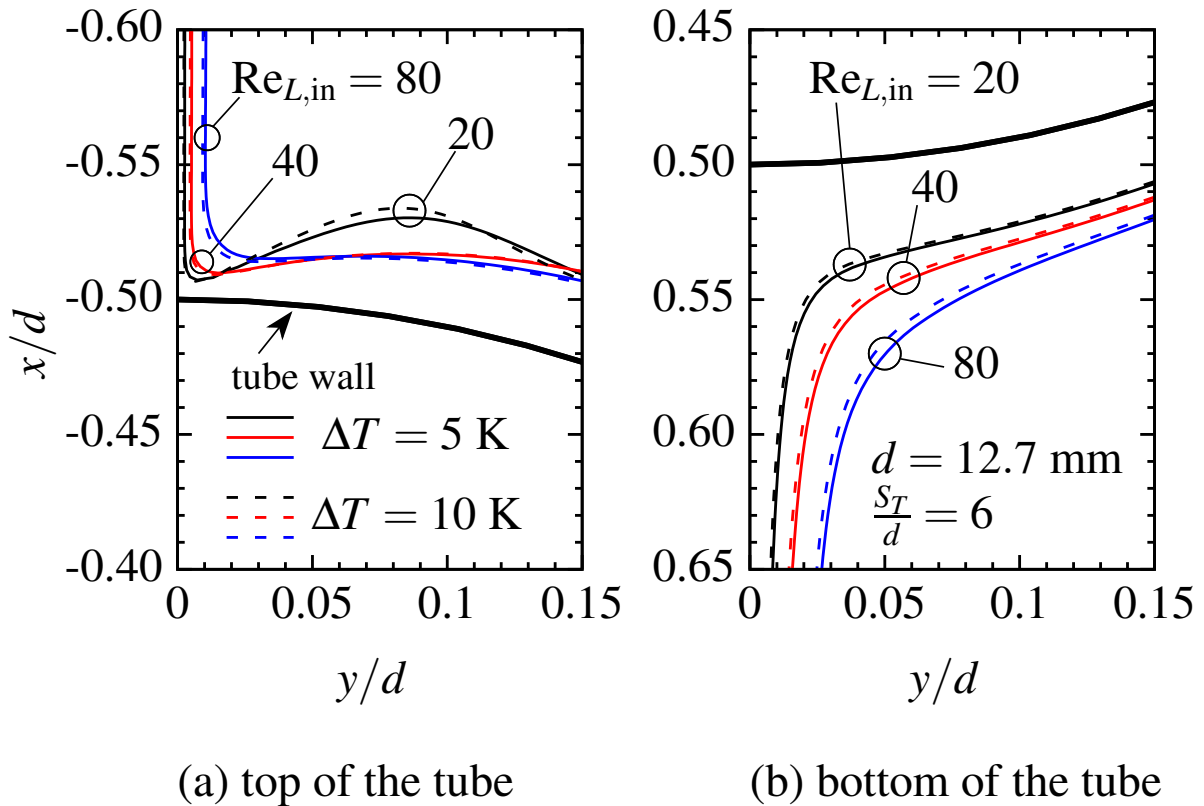 -0.60
-0.55
-0.50
-0.45
-0.40
x/d
0
0.05
0.1
0.15
y/d
Re_{L,in} = 80
20
40
tube wall
ΔT = 5 K
ΔT = 10 K
(a) top of the tube
0.45
0.50
0.55
0.60
0.65
0
0.05
0.1
0.15
y/d
Re_{L,in} = 20
40
80
d = 12.7 mm
S_T/d = 6
(b) bottom of the tube